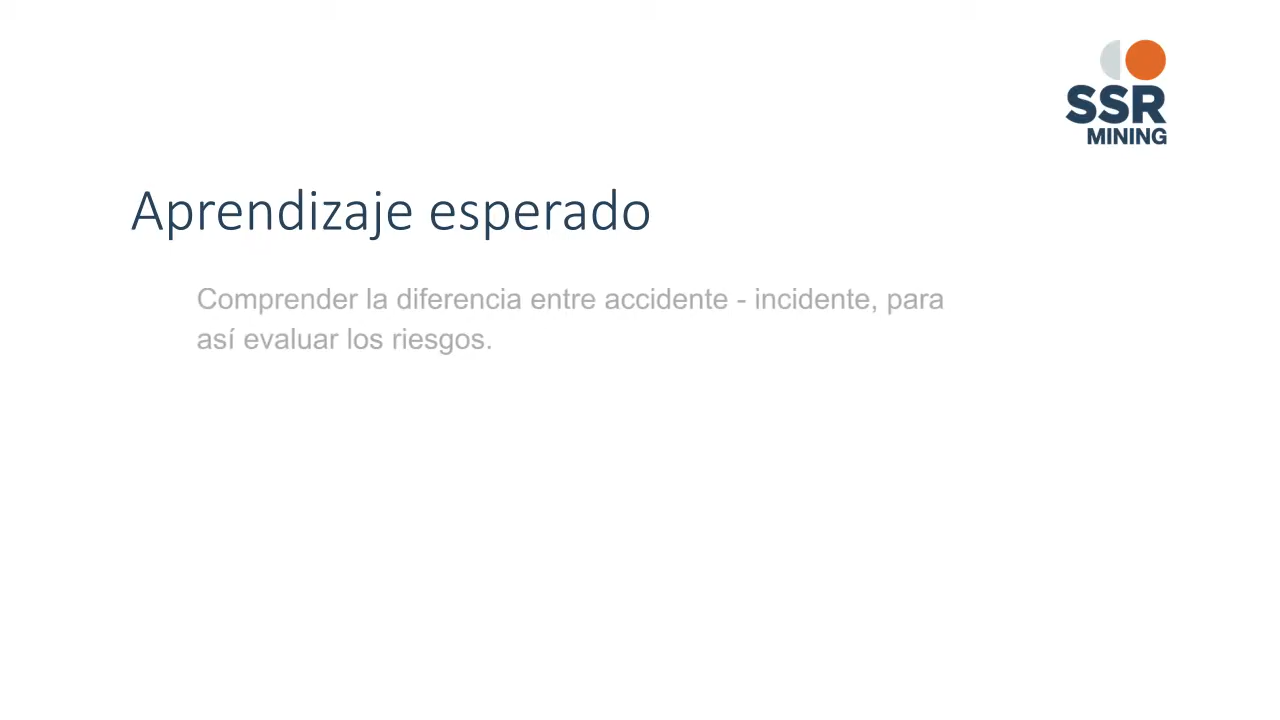 SSR
MINING
Aprendizaje esperado
Comprender la diferencia entre accidente - incidente, para
así evaluar los riesgos.